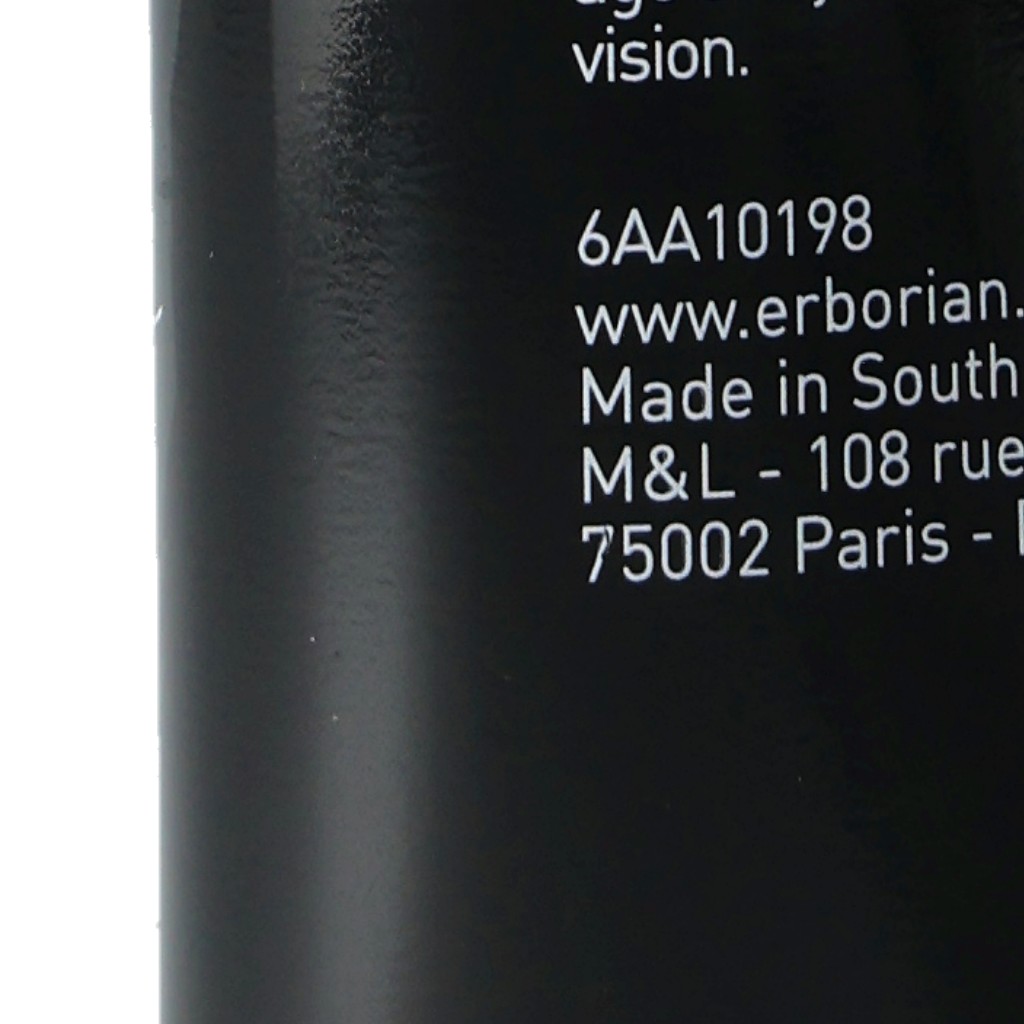 vision.
6AA10198
www.erborian.
Made in South
M&L - 108 rue
75002 Paris -